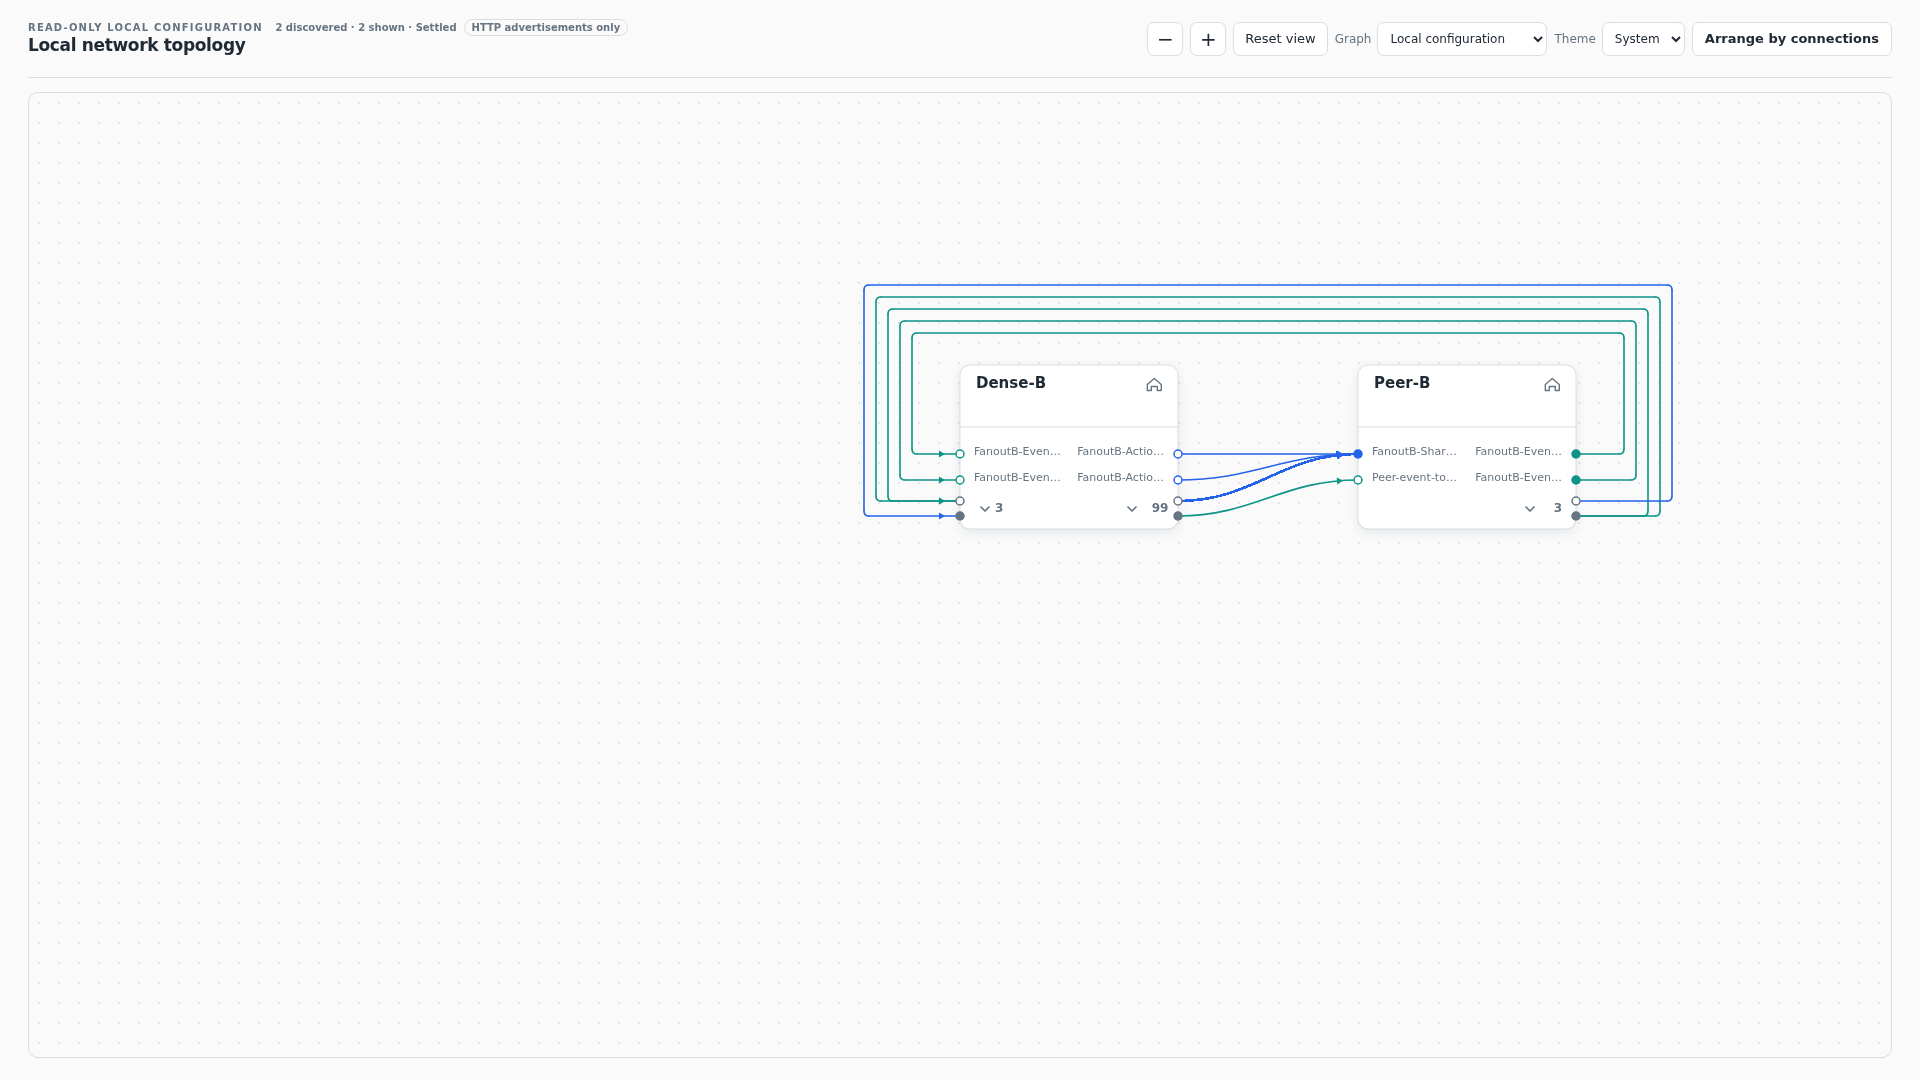 READ-ONLY LOCAL CONFIGURATION 2 discovered · 2 shown · Settled HTTP advertisements only
Local network topology
− + Reset view Graph Local configuration Theme System Arrange by connections
Dense-B
FanoutB-Even… FanoutB-Actio…
FanoutB-Even… FanoutB-Actio…
3 99
Peer-B
FanoutB-Shar… FanoutB-Even…
Peer-event-to… FanoutB-Even…
3